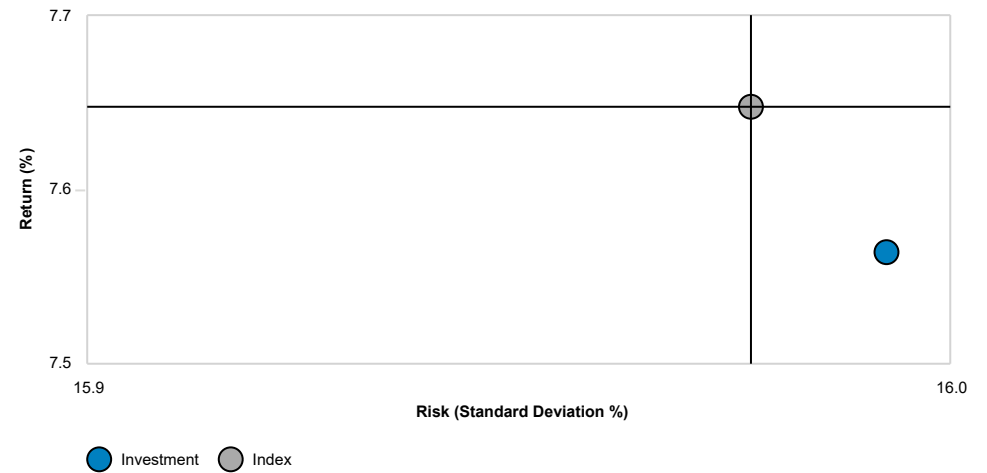 7.7
7.6
7.5
Return (%)
15.9
16.0
Risk (Standard Deviation %)
Investment
Index